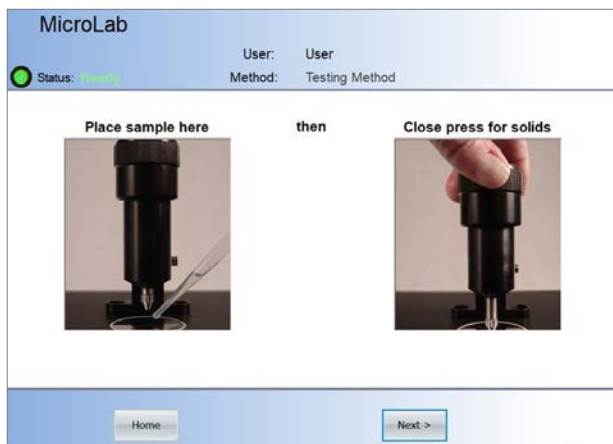 MicroLab
User: User
Status: Ready Method: Testing Method
Place sample here then Close press for solids
Home Next >